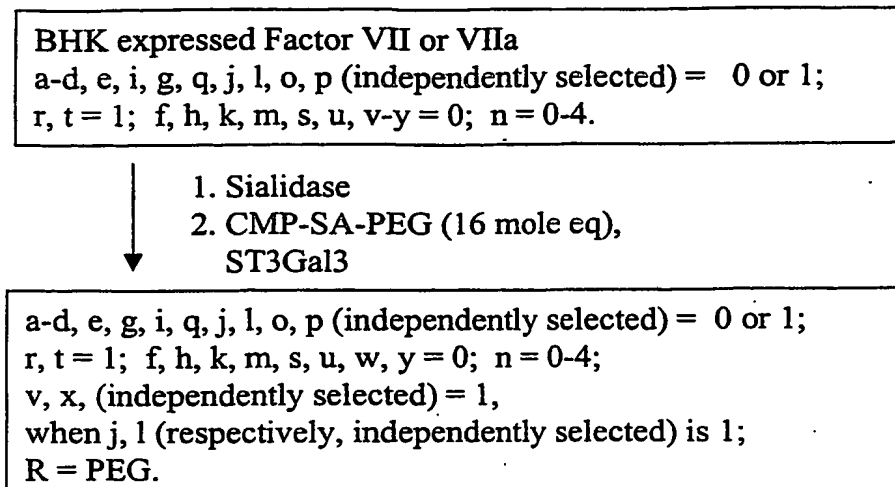 BHK expressed Factor VII or VIIa
a-d, e, i, g, q, j, l, o, p (independently selected) = 0 or 1;
r, t = 1; f, h, k, m, s, u, v-y = 0; n = 0-4.
1. Sialidase
2. CMP-SA-PEG (16 mole eq),
ST3Gal3
a-d, e, g, i, q, j, l, o, p (independently selected) = 0 or 1;
r, t = 1; f, h, k, m, s, u, w, y = 0; n = 0-4;
v, x, (independently selected) = 1,
when j, l (respectively, independently selected) is 1;
R = PEG.